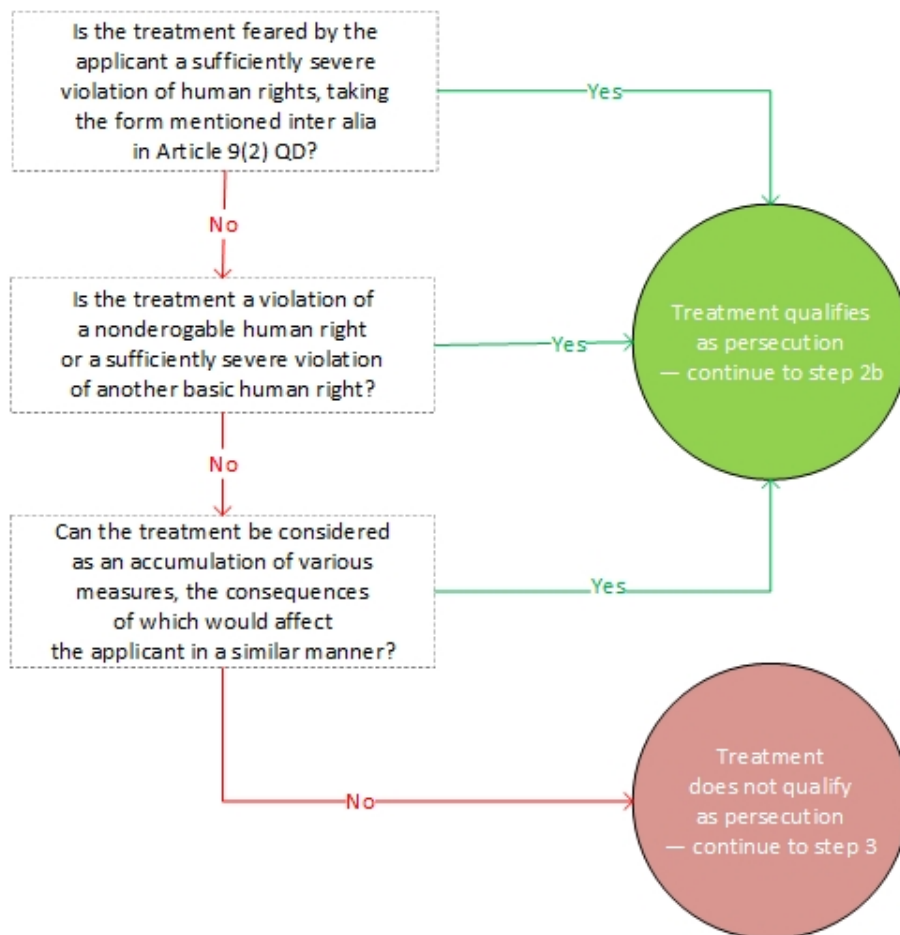 Is the treatment feared by the
applicant a sufficiently severe
violation of human rights, taking
the form mentioned inter alia
in Article 9(2) QD?
Yes
No
Is the treatment a violation of
a nonderogable human right
or a sufficiently severe violation
of another basic human right?
Yes
Treatment qualifies
as persecution
— continue to step 2b
No
Can the treatment be considered
as an accumulation of various
measures, the consequences
of which would affect
the applicant in a similar manner?
Yes
No
Treatment
does not qualify
as persecution
— continue to step 3